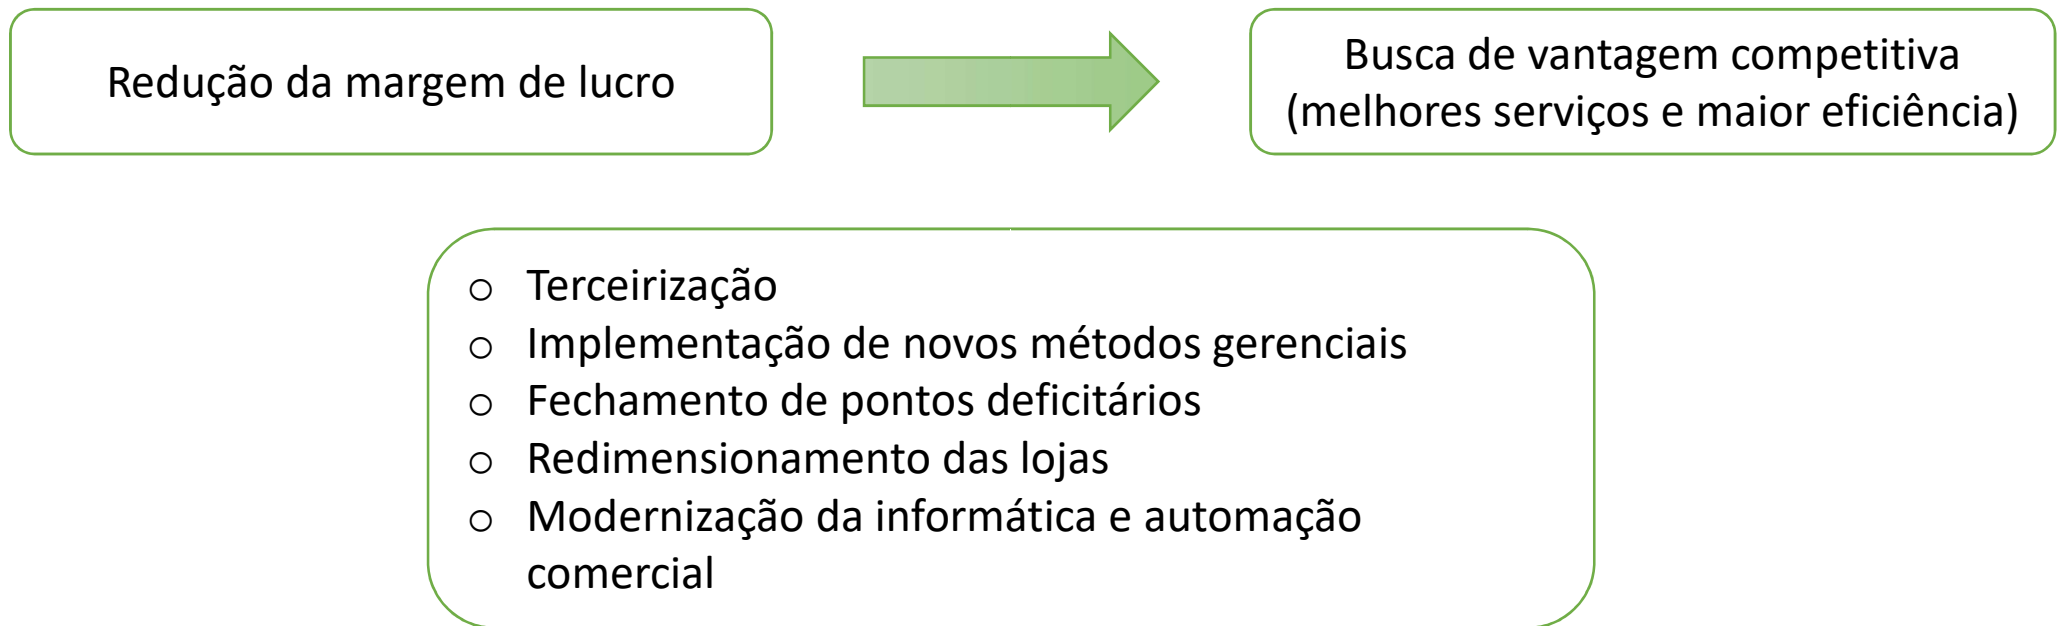 Redução da margem de lucro
Busca de vantagem competitiva
(melhores serviços e maior eficiência)
o Terceirização
o Implementação de novos métodos gerenciais
o Fechamento de pontos deficitários
o Redimensionamento das lojas
o Modernização da informática e automação
comercial